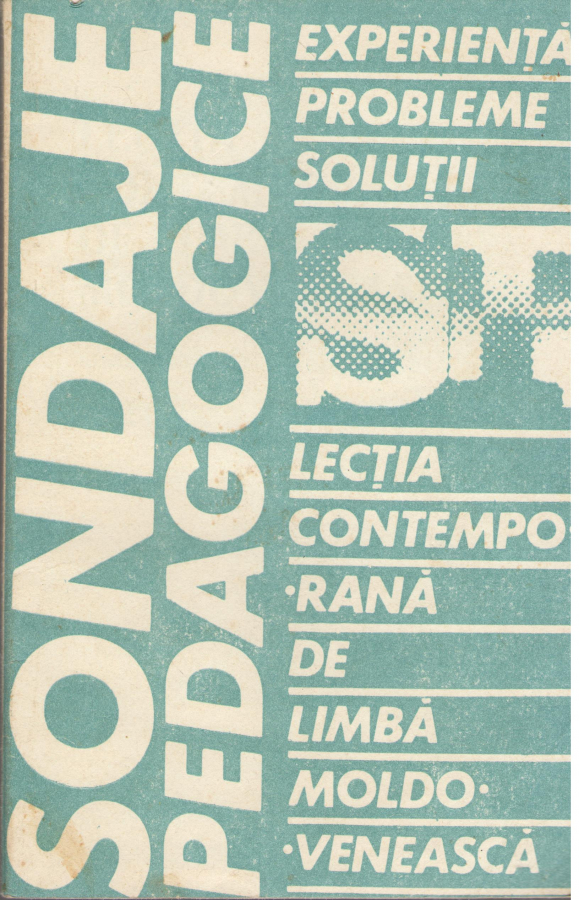 SONDAJE
PEDAGOGICE
EXPERIENȚĂ
PROBLEME
SOLUȚII
LECȚIA
CONTEMPO·
·RANĂ
DE
LIMBĂ
MOLDO·
·VENEASCĂ